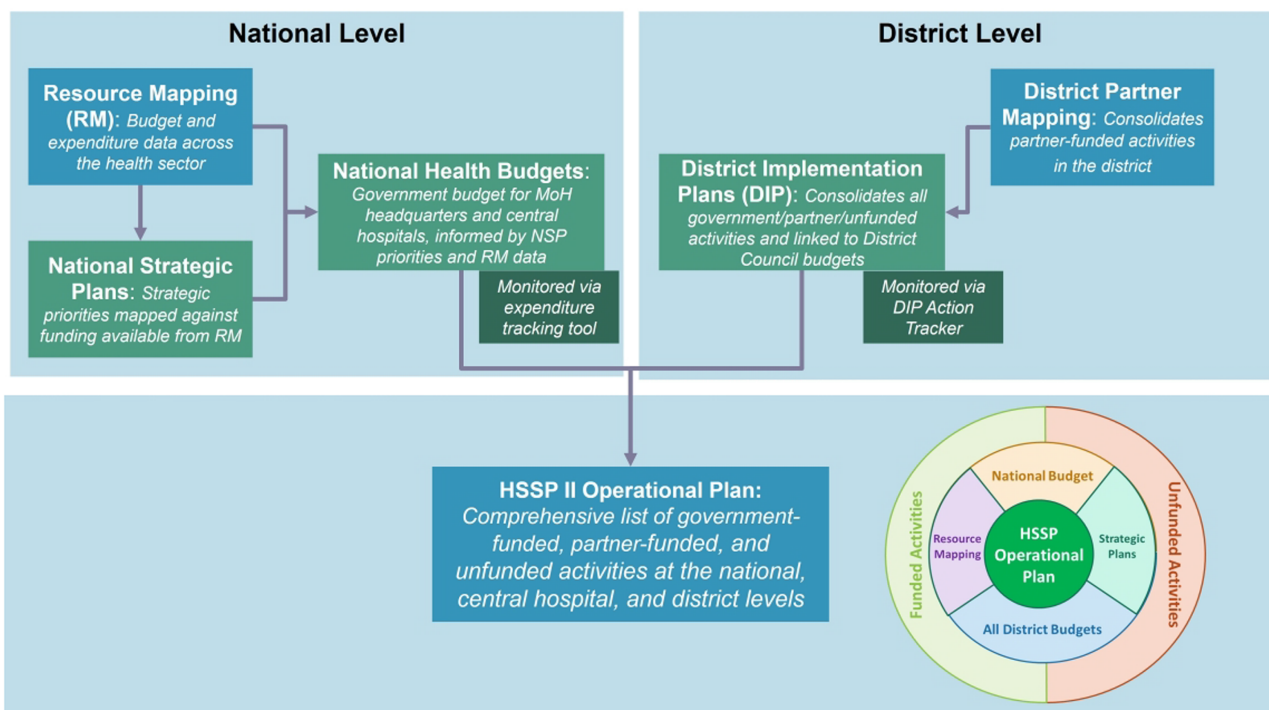 National Level
Resource Mapping
(RM): Budget and
expenditure data across
the health sector
National Strategic
Plans: Strategic
priorities mapped against
funding available from RM
National Health Budgets:
Government budget for MoH
headquarters and central
hospitals, informed by NSP
priorities and RM data
Monitored via
expenditure
tracking tool
District Level
District Partner
Mapping: Consolidates
partner-funded activities
in the district
District Implementation
Plans (DIP): Consolidates all
government/partner/unfunded
activities and linked to District
Council budgets
Monitored via
DIP Action
Tracker
HSSP II Operational Plan:
Comprehensive list of government-
funded, partner-funded, and
unfunded activities at the national,
central hospital, and district levels
Funded Activities
Unfunded Activities
National Budget
Resource
Mapping
HSSP
Operational
Plan
Strategic
Plans
All District Budgets